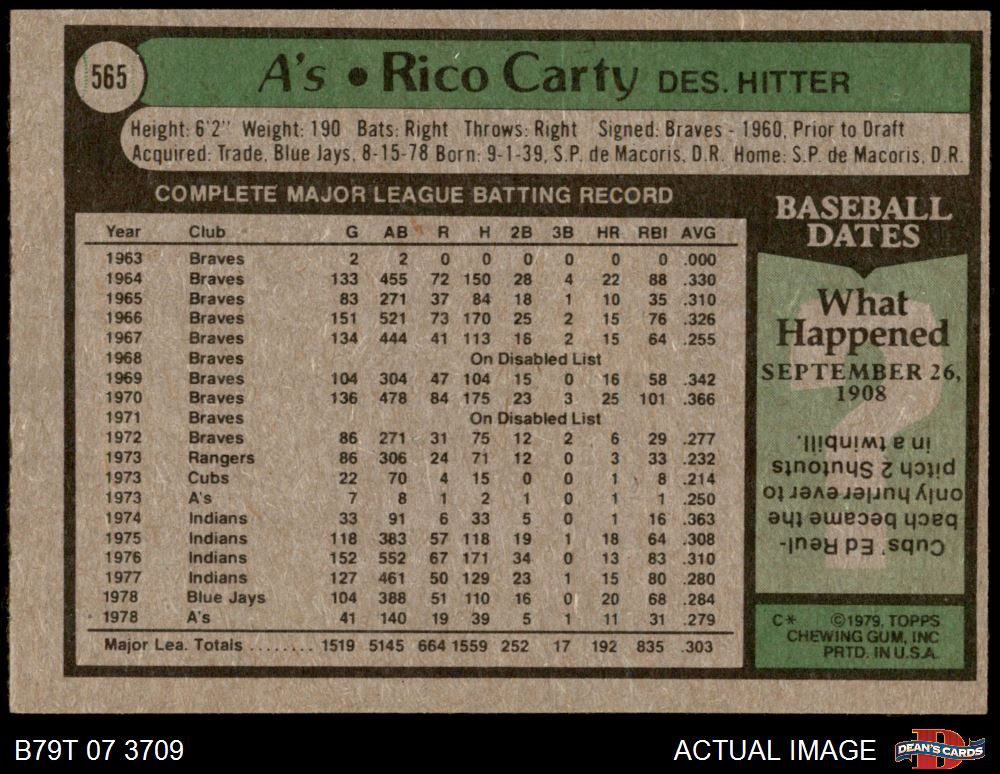 565
A's • Rico Carty DES. HITTER
Height: 6'2" Weight: 190 Bats: Right Throws: Right Signed: Braves - 1960, Prior to Draft
Acquired: Trade, Blue Jays, 8-15-78 Born: 9-1-39, S.P. de Macoris, D.R. Home: S.P. de Macoris, D.R.
COMPLETE MAJOR LEAGUE BATTING RECORD
Year Club G AB R H 2B 3B HR RBI AVG
1963 Braves 2 2 0 0 0 0 0 0 .000
1964 Braves 133 455 72 150 28 4 22 88 .330
1965 Braves 83 271 37 84 18 1 10 35 .310
1966 Braves 151 521 73 170 25 2 15 76 .326
1967 Braves 134 444 41 113 16 2 15 64 .255
1968 Braves On Disabled List
1969 Braves 104 304 47 104 15 0 16 58 .342
1970 Braves 136 478 84 175 23 3 25 101 .366
1971 Braves On Disabled List
1972 Braves 86 271 31 75 12 2 6 29 .277
1973 Rangers 86 306 24 71 12 0 3 33 .232
1973 Cubs 22 70 4 15 0 0 1 8 .214
1973 A's 7 8 1 2 1 0 1 1 .250
1974 Indians 33 91 6 33 5 0 1 16 .363
1975 Indians 118 383 57 118 19 1 18 64 .308
1976 Indians 152 552 67 171 34 0 13 83 .310
1977 Indians 127 461 50 129 23 1 15 80 .280
1978 Blue Jays 104 388 51 110 16 0 20 68 .284
1978 A's 41 140 19 39 5 1 11 31 .279
Major Lea. Totals ........ 1519 5145 664 1559 252 17 192 835 .303
BASEBALL
DATES
What
Happened
SEPTEMBER 26,
1908
Cubs' Ed Reul-
bach became the
only hurler ever to
pitch 2 Shutouts
in a twinbill.
C* ©1979, TOPPS
CHEWING GUM, INC
PRTD. IN U.S.A.
B79T 07 3709
ACTUAL IMAGE
D
DEAN'S CARDS